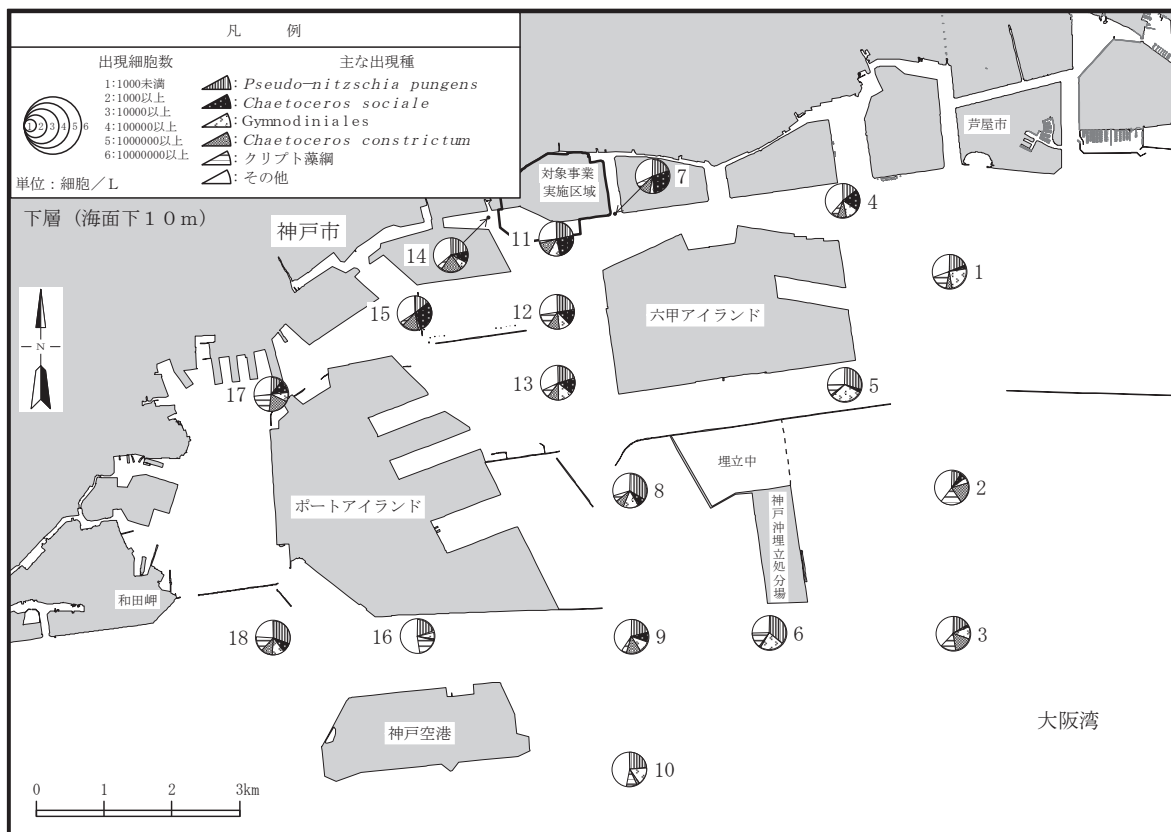 凡　例
出現細胞数
1:1000未満
2:1000以上
3:10000以上
4:100000以上
5:1000000以上
6:10000000以上
1 2 3 4 5 6
単位：細胞／L
主な出現種
: Pseudo-nitzschia pungens
: Chaetoceros sociale
: Gymnodiniales
: Chaetoceros constrictum
: クリプト藻綱
: その他
下層（海面下１０ｍ）
神戸市
対象事業
実施区域
芦屋市
7
4
11
14
1
12
15
六甲アイランド
N
13
5
17
埋立中
8
2
ポートアイランド
神戸沖埋立処分場
和田岬
18
16
9
6
3
大阪湾
神戸空港
10
0 1 2 3km